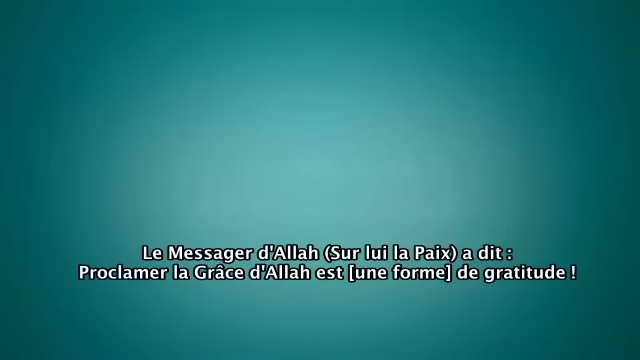 Le Messager d'Allah (Sur lui la Paix) a dit :
Proclamer la Grâce d'Allah est [une forme] de gratitude !